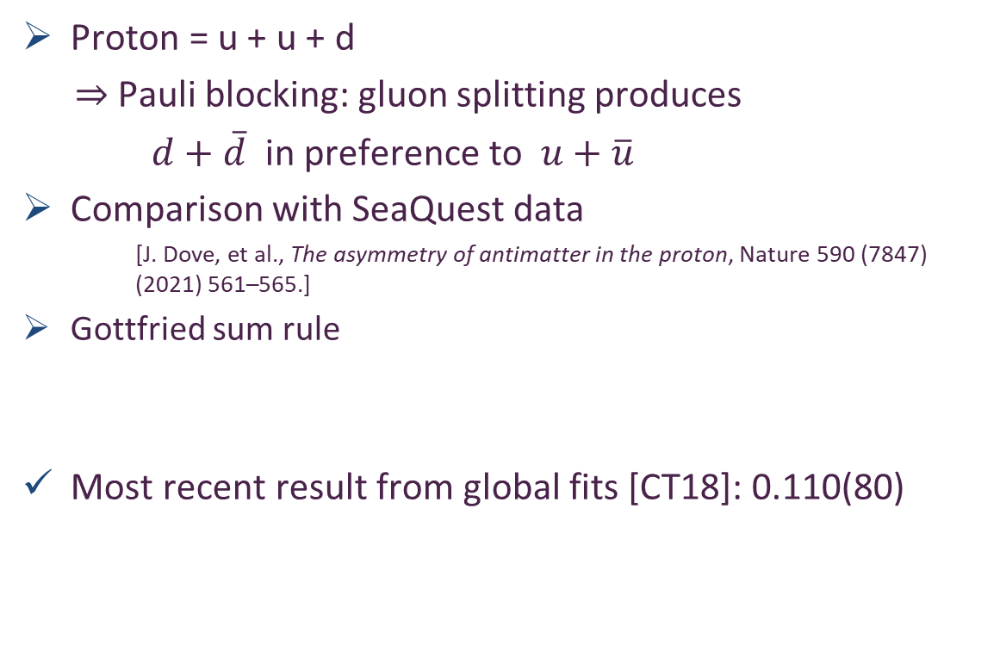 ➢ Proton = u + u + d
⇒ Pauli blocking: gluon splitting produces
d + d̄ in preference to u + ū
➢ Comparison with SeaQuest data
[J. Dove, et al., The asymmetry of antimatter in the proton, Nature 590 (7847)
(2021) 561–565.]
➢ Gottfried sum rule
✓ Most recent result from global fits [CT18]: 0.110(80)